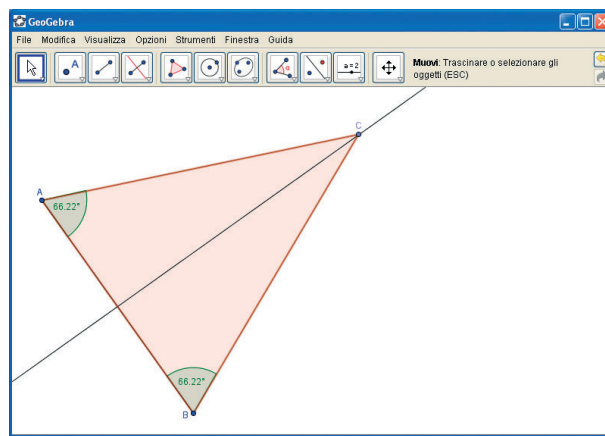 GeoGebra
File Modifica Visualizza Opzioni Strumenti Finestra Guida
A
α
a=2
Muovi: Trascinare o selezionare gli
oggetti (ESC)
C
A
66.22°
66.22°
B